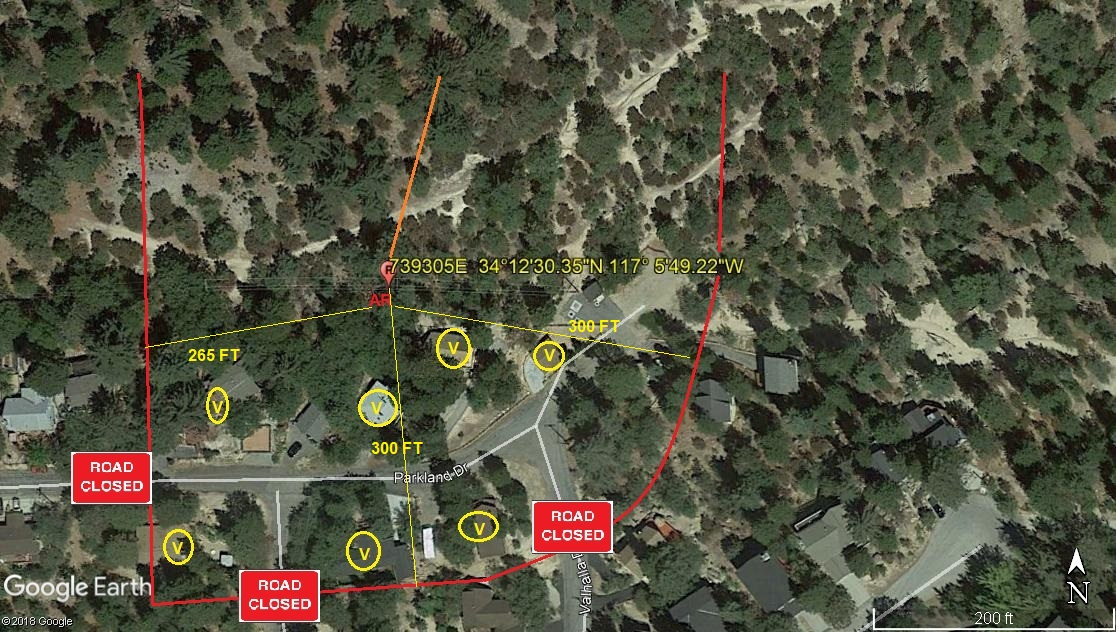 739305E 34°12'30.35"N 117° 5'49.22"W
R
AR
300 FT
265 FT
V
V
V
V
300 FT
ROAD
CLOSED
Parkland Dr
ROAD
CLOSED
V
V
V
Valhalla
ROAD
CLOSED
Google Earth
©2018 Google
N
200 ft